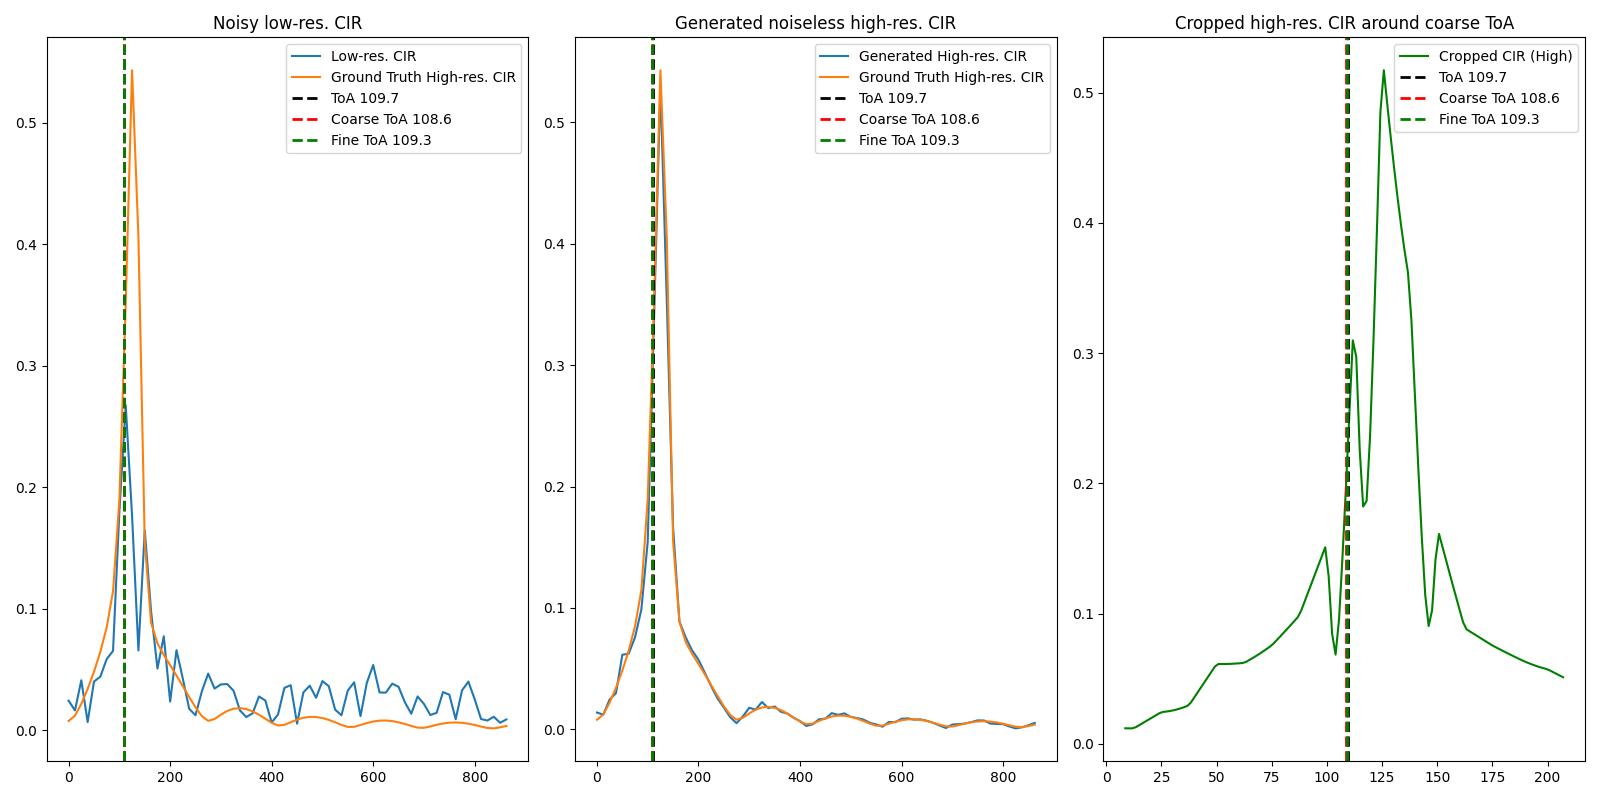 Noisy low-res. CIR
Low-res. CIR
Ground Truth High-res. CIR
ToA 109.7
Coarse ToA 108.6
Fine ToA 109.3
0.5
0.4
0.3
0.2
0.1
0.0
0 200 400 600 800
Generated noiseless high-res. CIR
Generated High-res. CIR
Ground Truth High-res. CIR
ToA 109.7
Coarse ToA 108.6
Fine ToA 109.3
0.5
0.4
0.3
0.2
0.1
0.0
0 200 400 600 800
Cropped high-res. CIR around coarse ToA
Cropped CIR (High)
ToA 109.7
Coarse ToA 108.6
Fine ToA 109.3
0.5
0.4
0.3
0.2
0.1
0.0
0 25 50 75 100 125 150 175 200